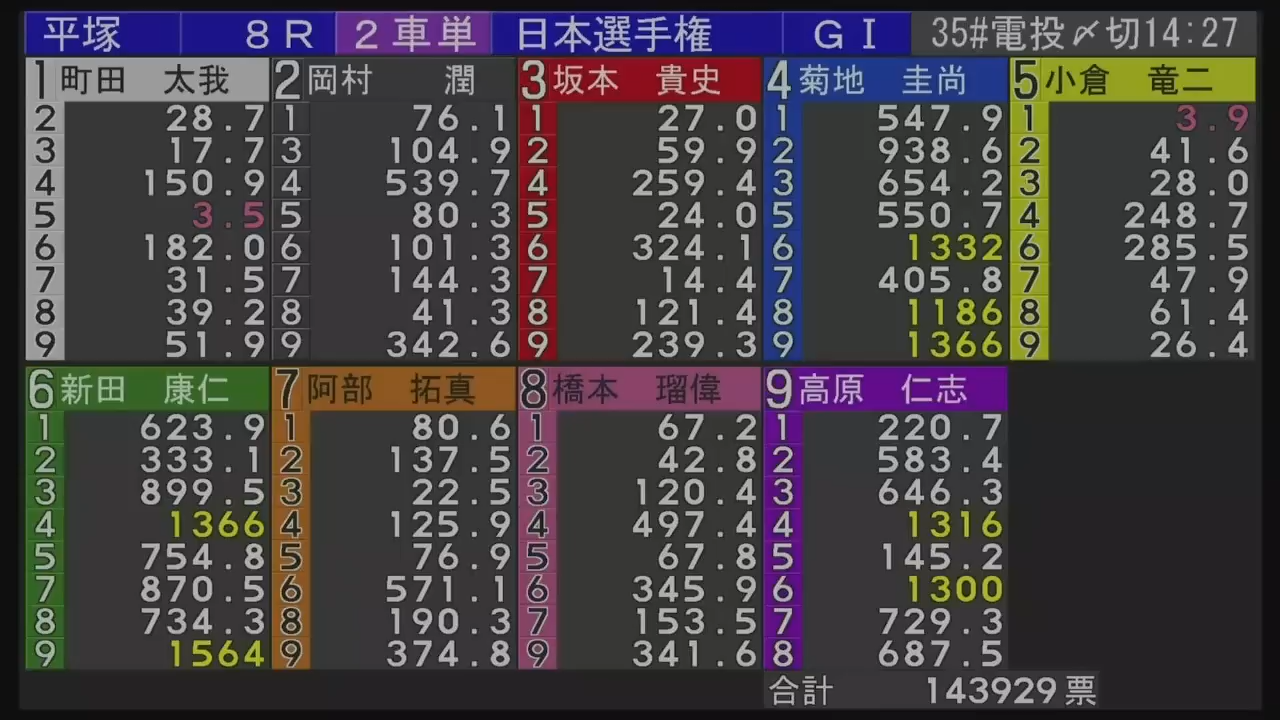 平塚 8R 2車単 日本選手権 GⅠ 35#電投〆切14:27
1町田 太我 2岡村 潤 3坂本 貴史 4菊地 圭尚 5小倉 竜二
2 28.7 1 76.1 1 27.0 1 547.9 1 3.9
3 17.7 3 104.9 2 59.9 2 938.6 2 41.6
4 150.9 4 539.7 4 259.4 3 654.2 3 28.0
5 3.5 5 80.3 5 24.0 5 550.7 4 248.7
6 182.0 6 101.3 6 324.1 6 1332 6 285.5
7 31.5 7 144.3 7 14.4 7 405.8 7 47.9
8 39.2 8 41.3 8 121.4 8 1186 8 61.4
9 51.9 9 342.6 9 239.3 9 1366 9 26.4
6新田 康仁 7阿部 拓真 8橋本 瑠偉 9高原 仁志
1 623.9 1 80.6 1 67.2 1 220.7
2 333.1 2 137.5 2 42.8 2 583.4
3 899.5 3 22.5 3 120.4 3 646.3
4 1366 4 125.9 4 497.4 4 1316
5 754.8 5 76.9 5 67.8 5 145.2
7 870.5 6 571.1 6 345.9 6 1300
8 734.3 8 190.3 7 153.5 7 729.3
9 1564 9 374.8 9 341.6 8 687.5
合計 143929票